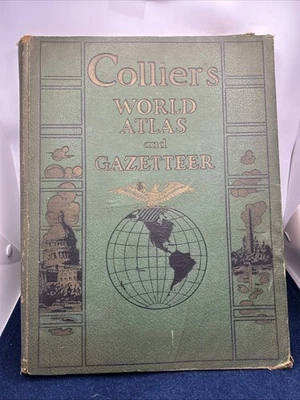 Collier's
WORLD
ATLAS
and
GAZETTEER